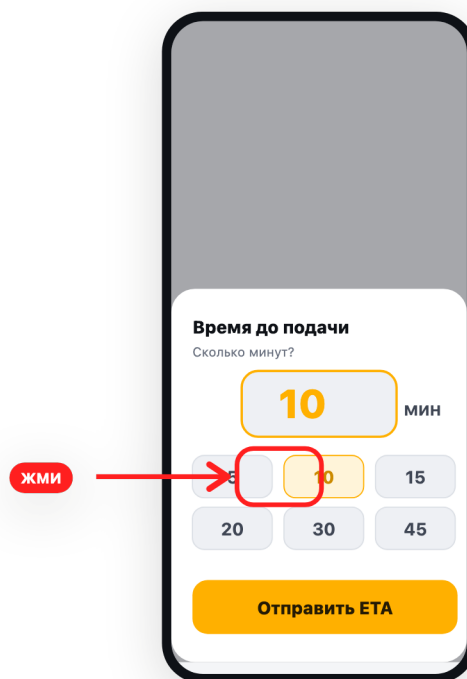 Время до подачи
Сколько минут?
10 мин
жми
5 10 15
20 30 45
Отправить ETA